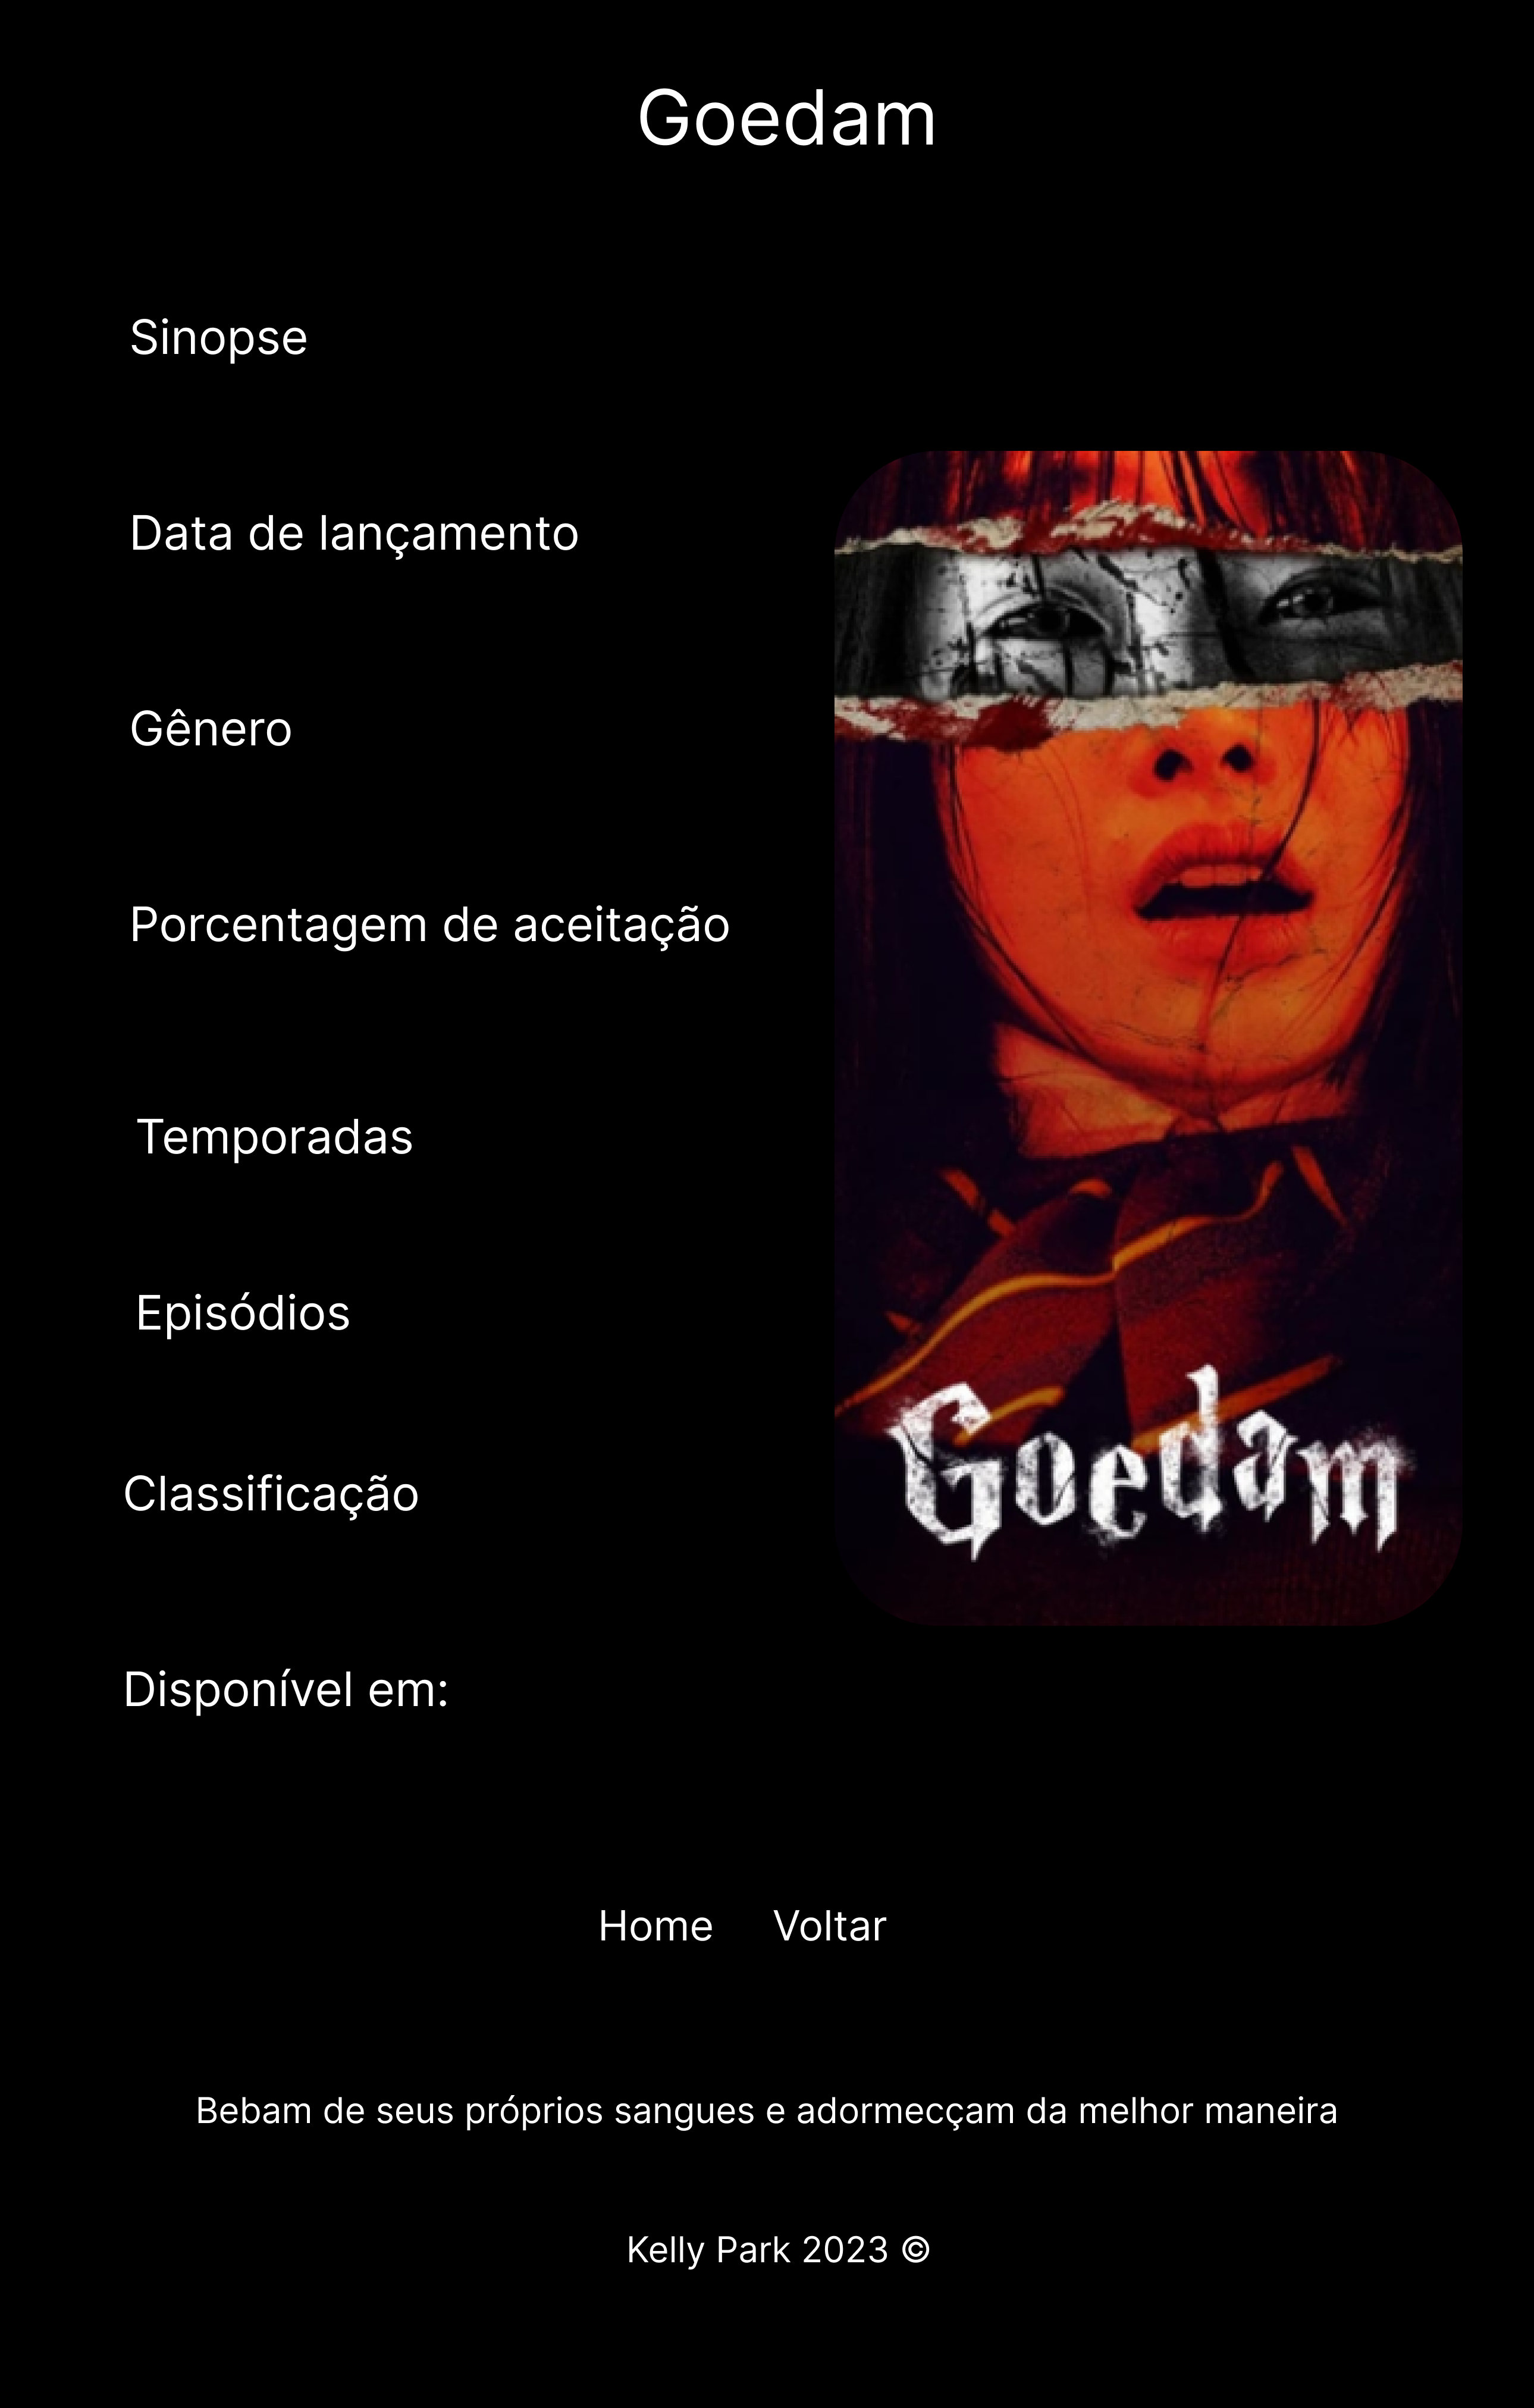 Goedam
Sinopse
Data de lançamento
Gênero
Porcentagem de aceitação
Temporadas
Episódios
Classificação
Goedam
Disponível em:
Home Voltar
Bebam de seus próprios sangues e adormecçam da melhor maneira
Kelly Park 2023 ©